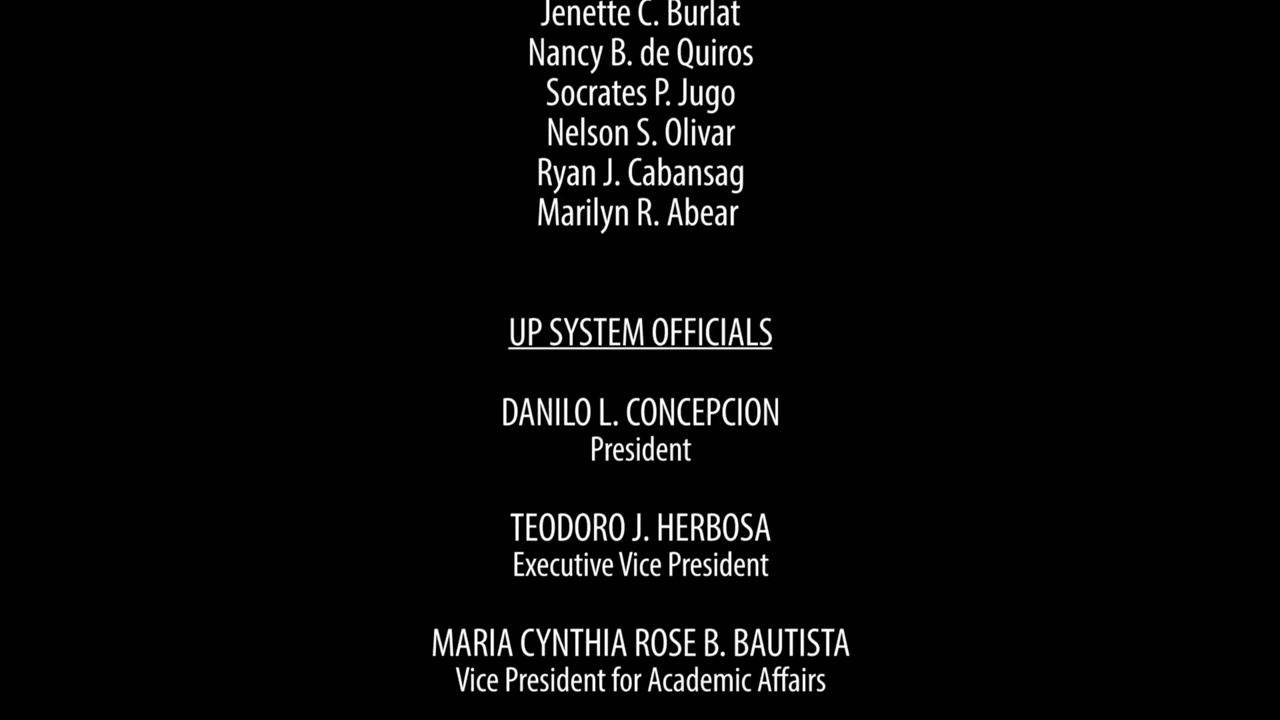 Jenette C. Burlat
Nancy B. de Quiros
Socrates P. Jugo
Nelson S. Olivar
Ryan J. Cabansag
Marilyn R. Abear
UP SYSTEM OFFICIALS
DANILO L. CONCEPCION
President
TEODORO J. HERBOSA
Executive Vice President
MARIA CYNTHIA ROSE B. BAUTISTA
Vice President for Academic Affairs